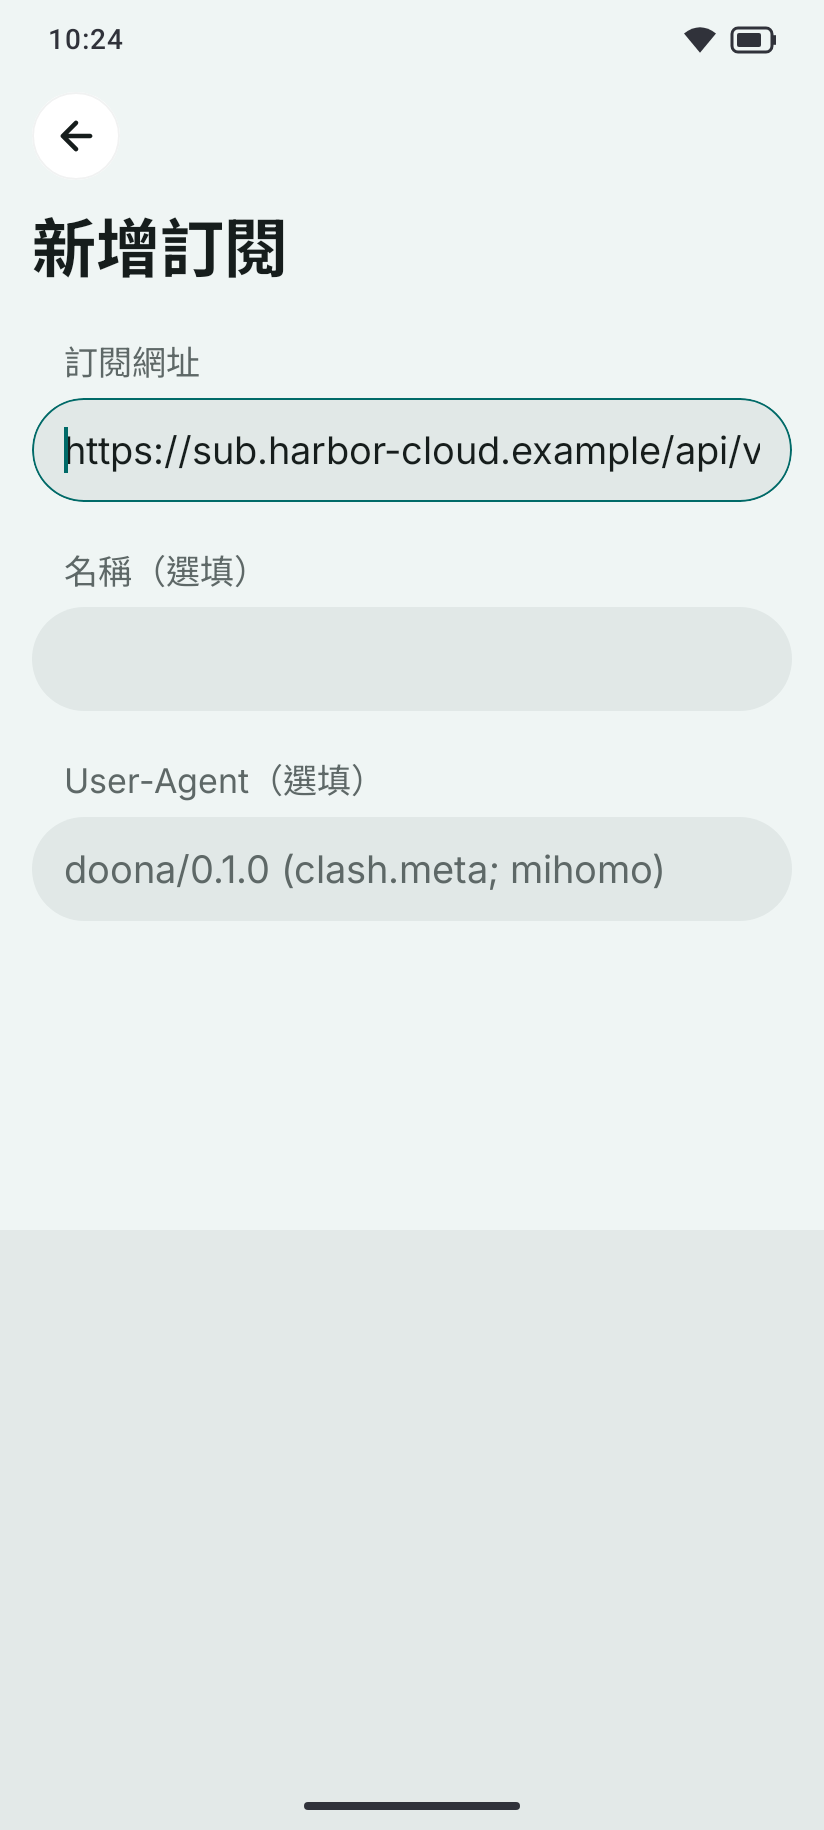 10:24
新增訂閱
訂閱網址
https://sub.harbor-cloud.example/api/v
名稱（選填）
User-Agent（選填）
doona/0.1.0 (clash.meta; mihomo)